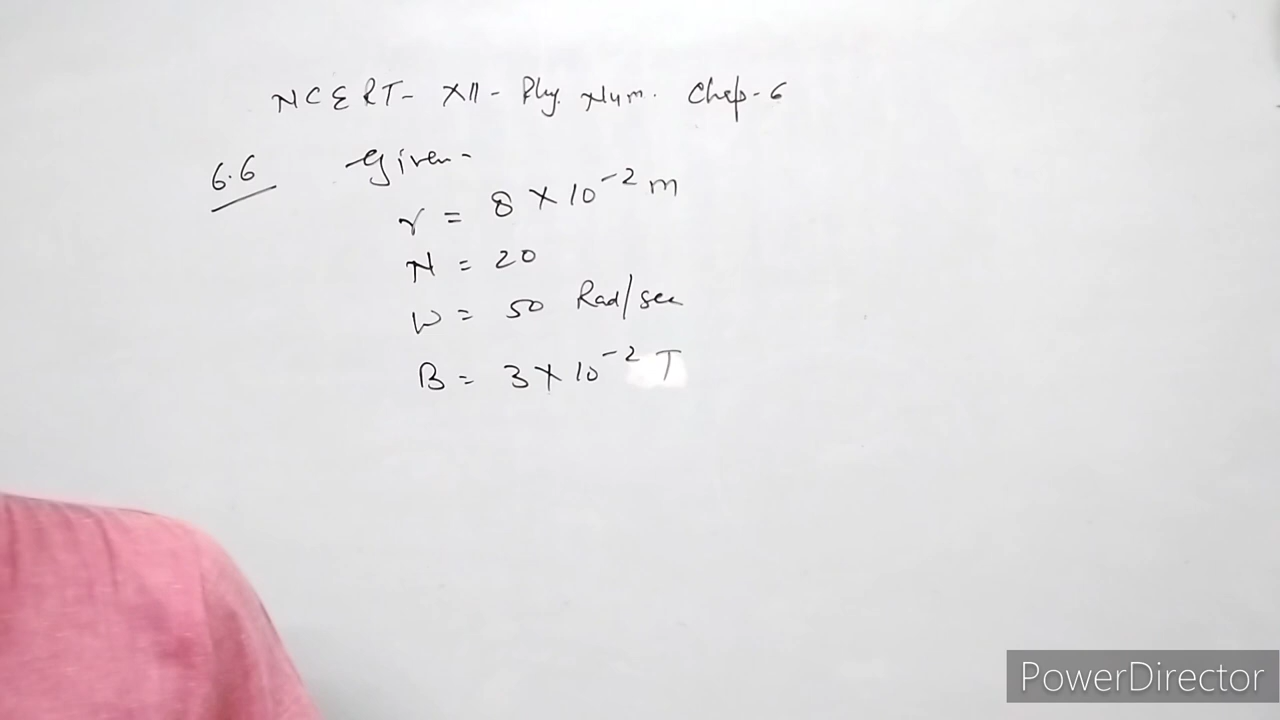 NCERT- XII- Phy. Num. Chap-6
6.6 Given-
r = 8 × 10⁻² m
N = 20
W = 50 Rad/sec
B = 3 × 10⁻² T
PowerDirector